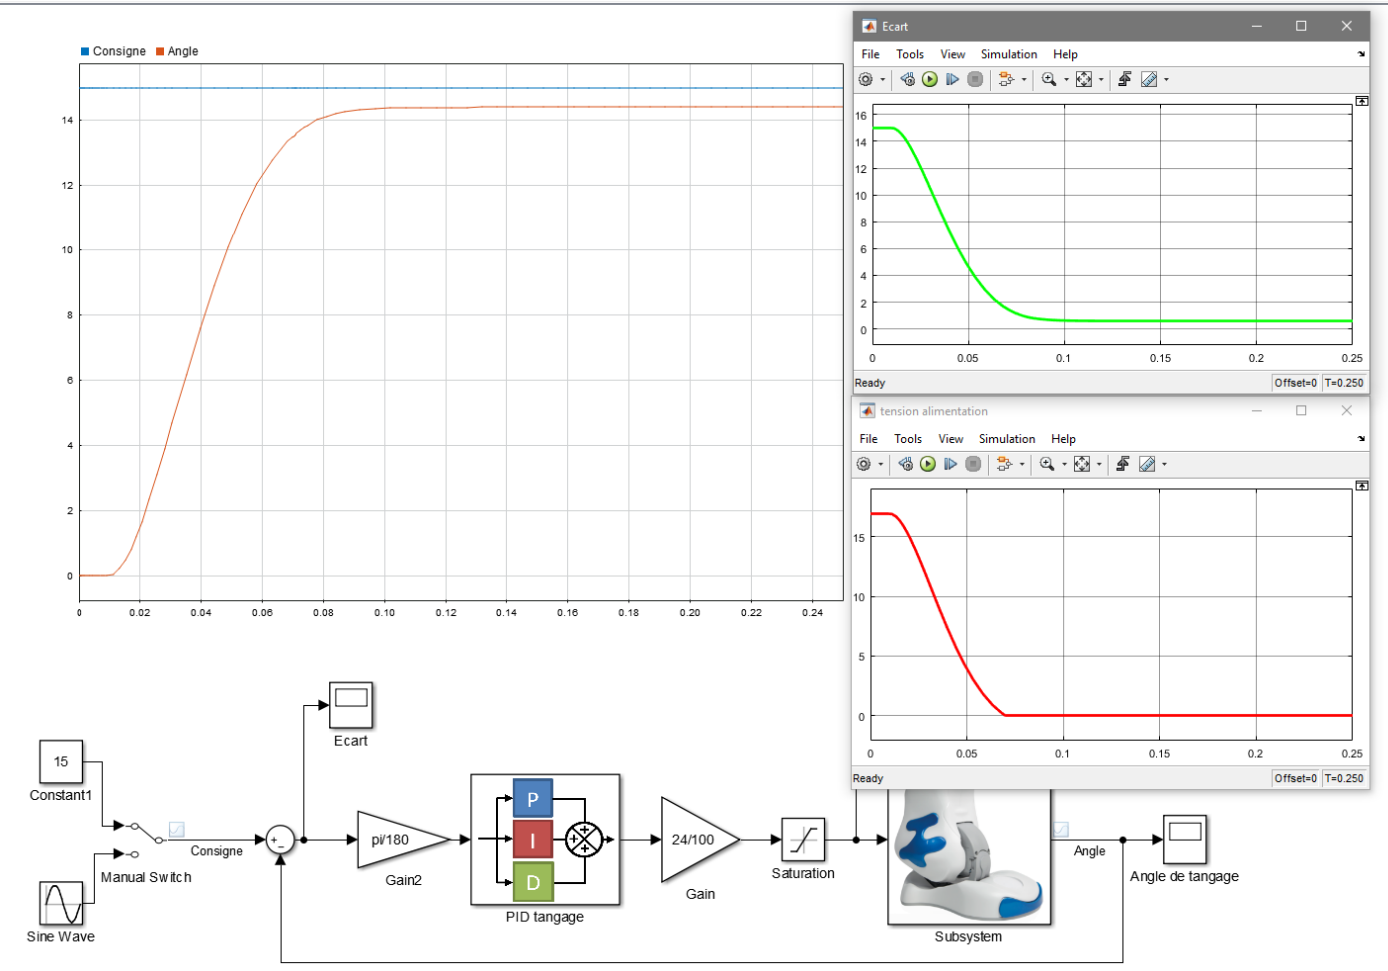 Consigne Angle
14
12
10
8
6
4
2
0
0 0.02 0.04 0.06 0.08 0.10 0.12 0.14 0.16 0.18 0.20 0.22 0.24
Ecart
File Tools View Simulation Help
16
14
12
10
8
6
4
2
0
0 0.05 0.1 0.15 0.2 0.25
Ready Offset=0 T=0.250
tension alimentation
File Tools View Simulation Help
15
10
5
0
0 0.05 0.1 0.15 0.2 0.25
Ready Offset=0 T=0.250
Ecart
15
Constant1
Manual Switch
Sine Wave
Consigne
+
-
pi/180
Gain2
P
I
D
PID tangage
24/100
Gain
Saturation
Subsystem
Angle
Angle de tangage